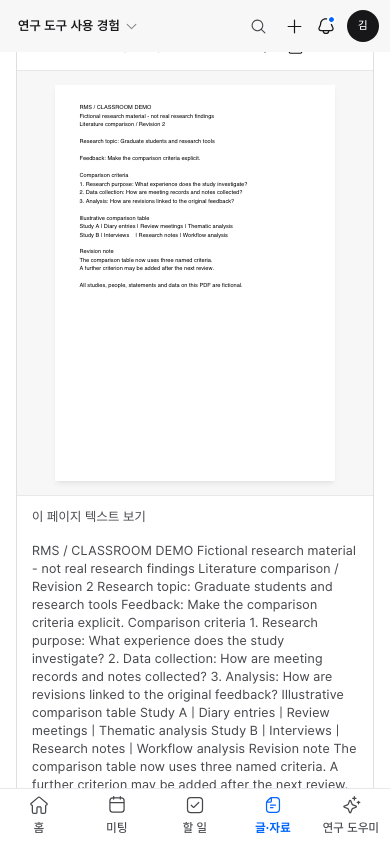 연구 도구 사용 경험
김
RMS / CLASSROOM DEMO
Fictional research material - not real research findings
Literature comparison / Revision 2
Research topic: Graduate students and research tools
Feedback: Make the comparison criteria explicit.
Comparison criteria
1. Research purpose: What experience does the study investigate?
2. Data collection: How are meeting records and notes collected?
3. Analysis: How are revisions linked to the original feedback?
Illustrative comparison table
Study A | Diary entries | Review meetings | Thematic analysis
Study B | Interviews | Research notes | Workflow analysis
Revision note
The comparison table now uses three named criteria.
A further criterion may be added after the next review.
All studies, people, statements and data on this PDF are fictional.
이 페이지 텍스트 보기
RMS / CLASSROOM DEMO Fictional research material
- not real research findings Literature comparison /
Revision 2 Research topic: Graduate students and
research tools Feedback: Make the comparison
criteria explicit. Comparison criteria 1. Research
purpose: What experience does the study
investigate? 2. Data collection: How are meeting
records and notes collected? 3. Analysis: How are
revisions linked to the original feedback? Illustrative
comparison table Study A | Diary entries | Review
meetings | Thematic analysis Study B | Interviews |
Research notes | Workflow analysis Revision note The
comparison table now uses three named criteria. A
further criterion may be added after the next review.
홈
미팅
할 일
글·자료
연구 도우미